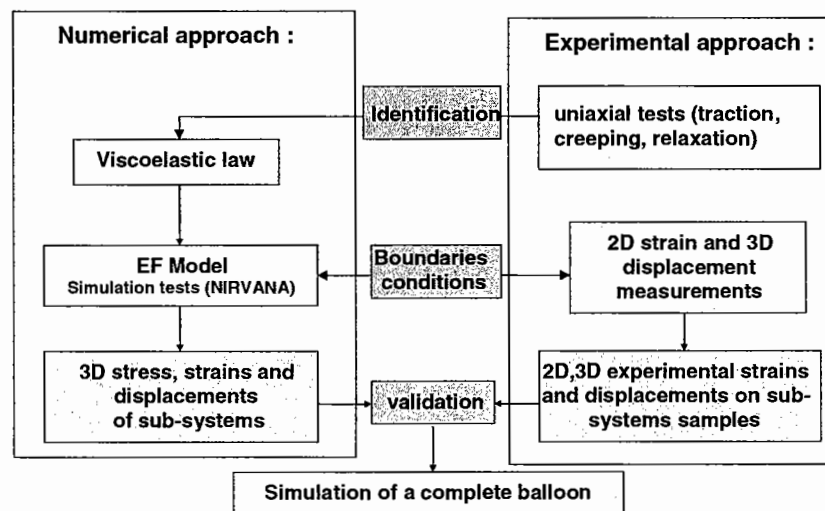 Numerical approach :
Experimental approach :
Identification
uniaxial tests (traction,
creeping, relaxation)
Viscoelastic law
EF Model
Simulation tests (NIRVANA)
Boundaries
conditions
2D strain and 3D
displacement
measurements
3D stress, strains and
displacements
of sub-systems
validation
2D,3D experimental strains
and displacements on sub-
systems samples
Simulation of a complete balloon